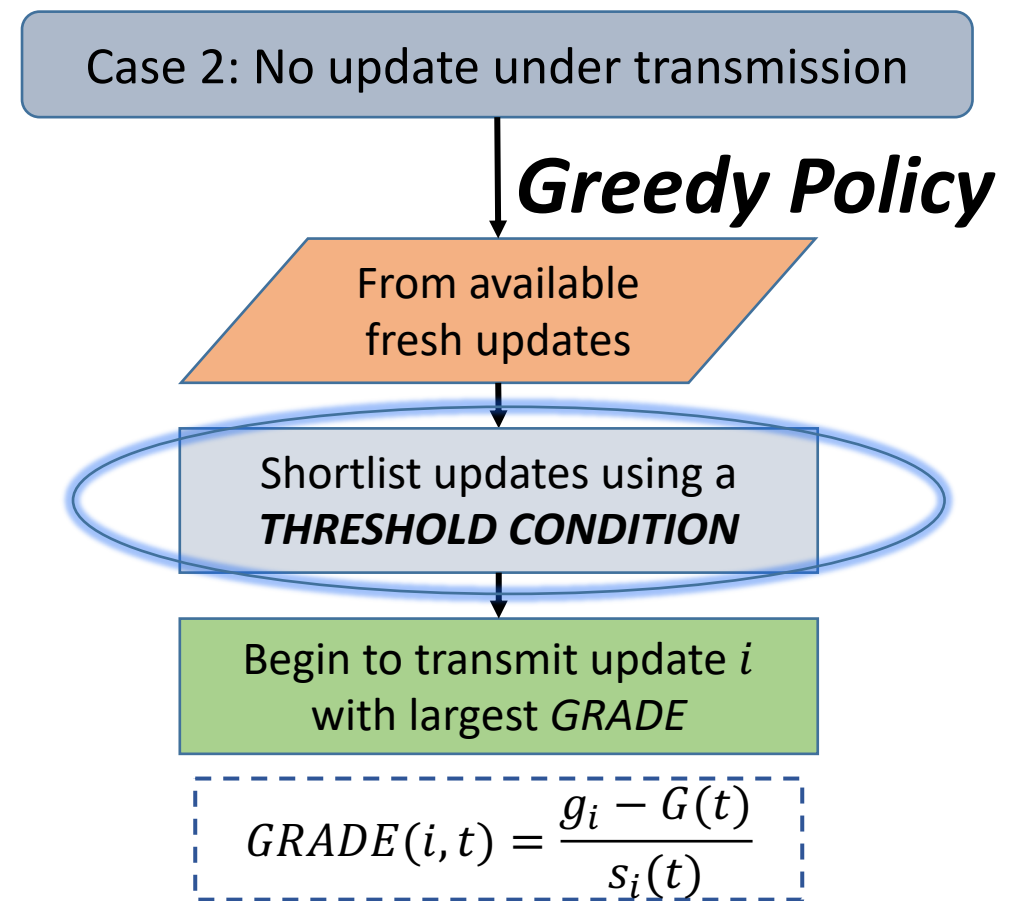 Case 2: No update under transmission
Greedy Policy
From available
fresh updates
Shortlist updates using a
THRESHOLD CONDITION
Begin to transmit update i
with largest GRADE
GRADE(i, t) = \frac{g_i − G(t)}{s_i(t)}